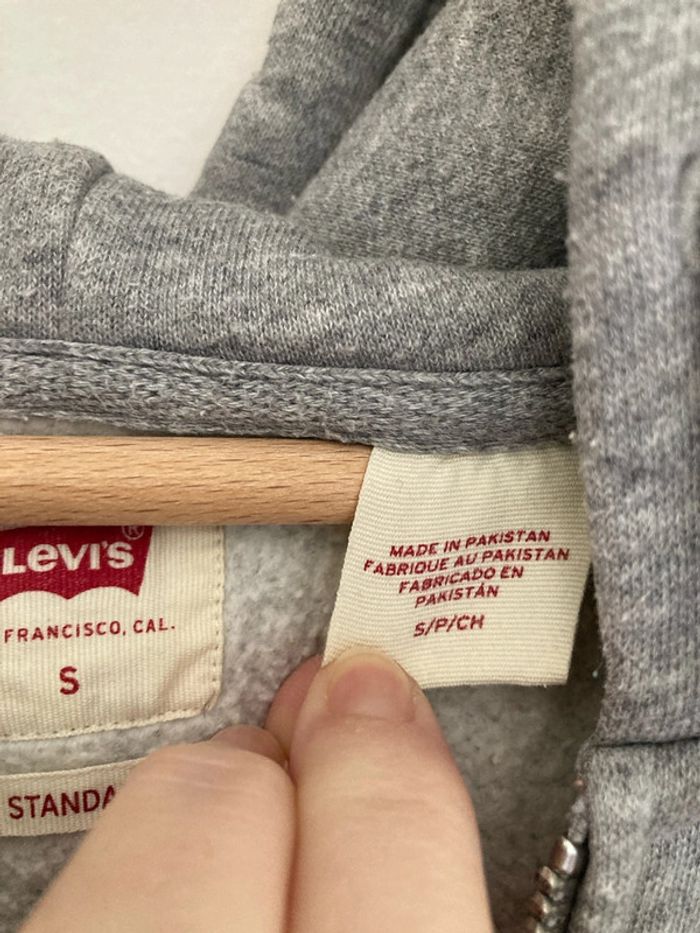 LEVI'S®
FRANCISCO, CAL.
S
MADE IN PAKISTAN
FABRIQUE AU PAKISTAN
FABRICADO EN
PAKISTÁN
S/P/CH
STANDA